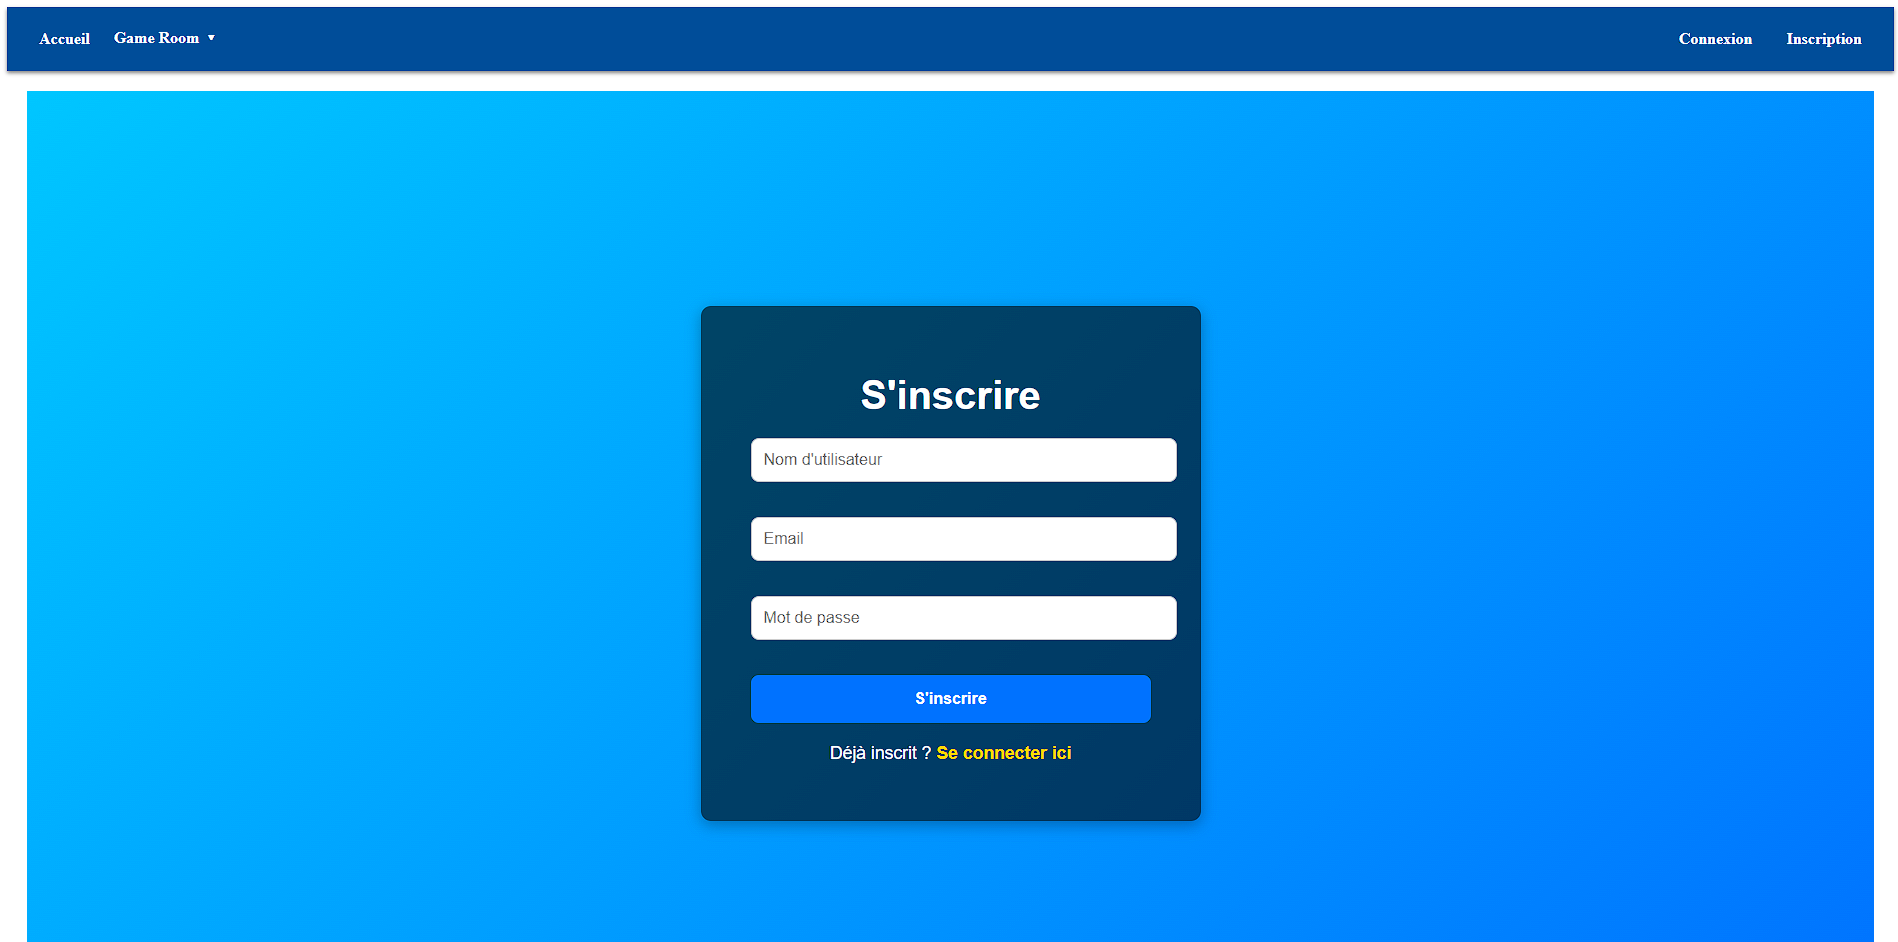 Accueil Game Room ▼ Connexion Inscription
S'inscrire
Nom d'utilisateur
Email
Mot de passe
S'inscrire
Déjà inscrit ? Se connecter ici